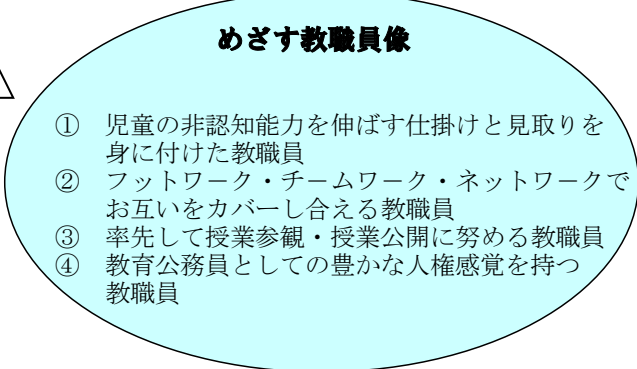 めざす教職員像
① 児童の非認知能力を伸ばす仕掛けと見取りを
身に付けた教職員
② フットワーク・チームワーク・ネットワークで
お互いをカバーし合える教職員
③ 率先して授業参観・授業公開に努める教職員
④ 教育公務員としての豊かな人権感覚を持つ
教職員